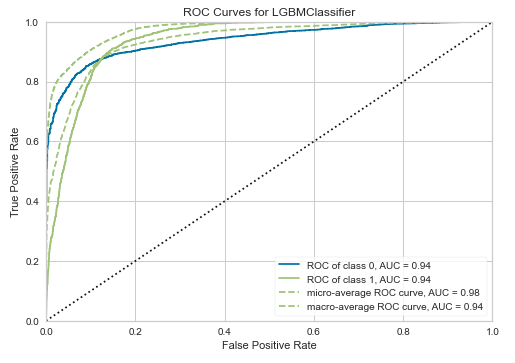 ROC Curves for LGBMClassifier
1.0
0.8
0.6
0.4
0.2
0.0
True Positive Rate
ROC of class 0, AUC = 0.94
ROC of class 1, AUC = 0.94
micro-average ROC curve, AUC = 0.98
macro-average ROC curve, AUC = 0.94
0.0 0.2 0.4 0.6 0.8 1.0
False Positive Rate